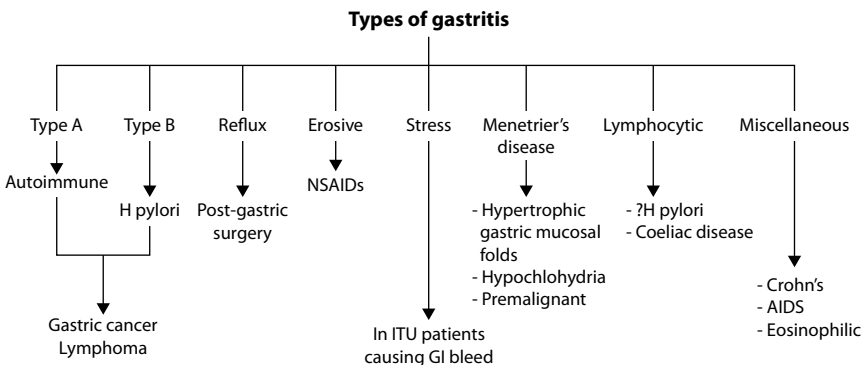 Types of gastritis
Type A
Type B
Reflux
Erosive
Stress
Menetrier's
disease
Lymphocytic
Miscellaneous
Autoimmune
H pylori
Post-gastric
surgery
NSAIDs
- Hypertrophic
gastric mucosal
folds
- Hypochlohydria
- Premalignant
- ?H pylori
- Coeliac disease
- Crohn's
- AIDS
- Eosinophilic
Gastric cancer
Lymphoma
In ITU patients
causing GI bleed